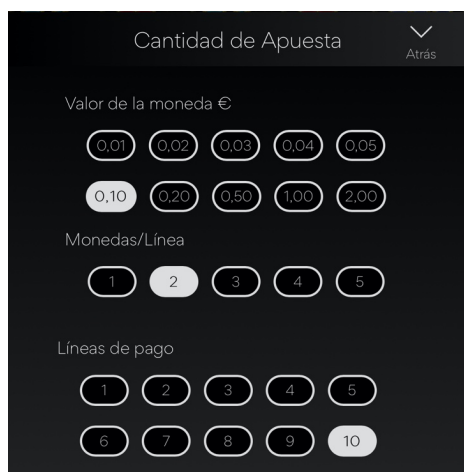 Cantidad de Apuesta
Atrás
Valor de la moneda €
0,01 0,02 0,03 0,04 0,05
0,10 0,20 0,50 1,00 2,00
Monedas/Línea
1 2 3 4 5
Líneas de pago
1 2 3 4 5
6 7 8 9 10